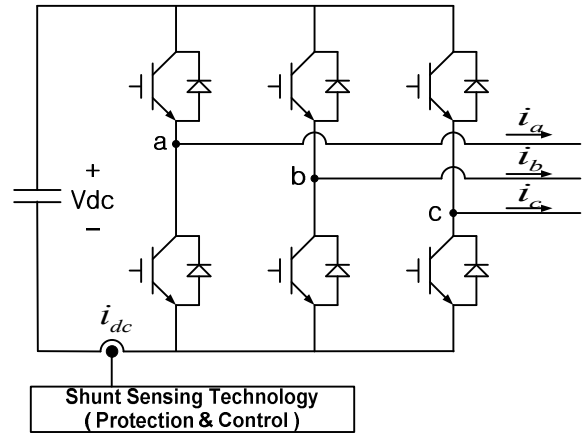 i_a
a
i_b
+
Vdc
−
b
i_c
c
i_dc
Shunt Sensing Technology
( Protection & Control )